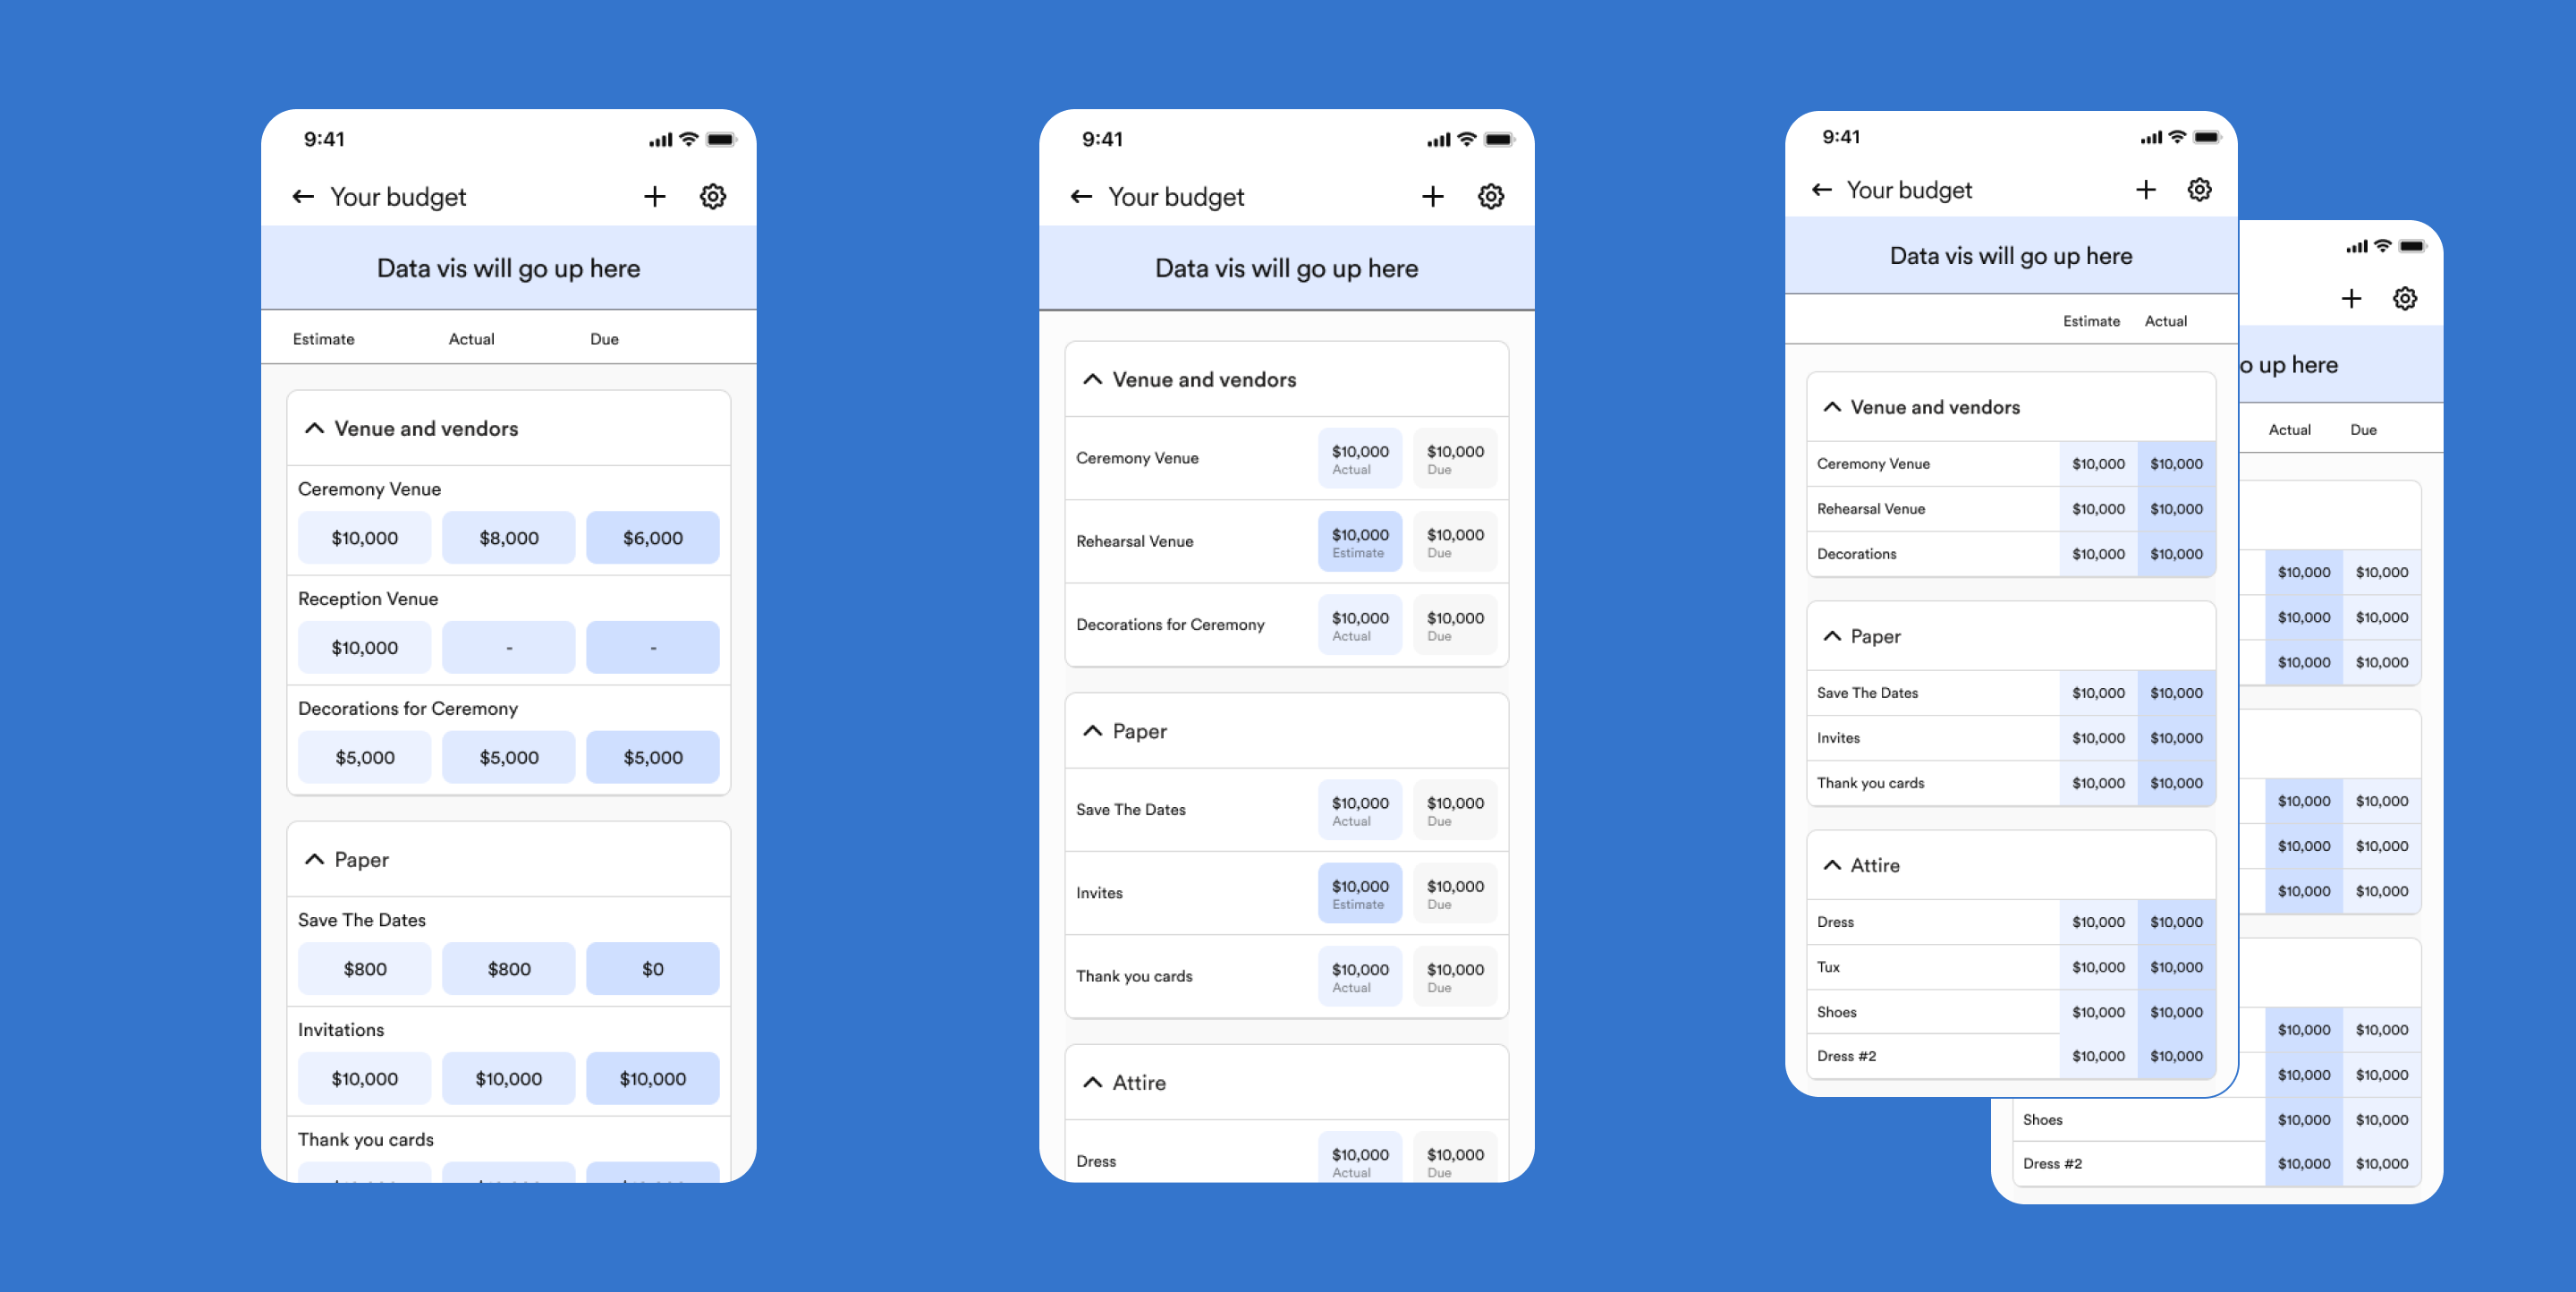 9:41
Your budget
Data vis will go up here
Estimate Actual Due
Venue and vendors
Ceremony Venue
$10,000 $8,000 $6,000
Reception Venue
$10,000 - -
Decorations for Ceremony
$5,000 $5,000 $5,000
Paper
Save The Dates
$800 $800 $0
Invitations
$10,000 $10,000 $10,000
Thank you cards
9:41
Your budget
Data vis will go up here
Venue and vendors
Ceremony Venue $10,000 $10,000
Actual Due
Rehearsal Venue $10,000 $10,000
Estimate Due
Decorations for Ceremony $10,000 $10,000
Actual Due
Paper
Save The Dates $10,000 $10,000
Actual Due
Invites $10,000 $10,000
Estimate Due
Thank you cards $10,000 $10,000
Actual Due
Attire
Dress $10,000 $10,000
Actual Due
9:41
Your budget
Data vis will go up here
Estimate Actual
Venue and vendors
Ceremony Venue $10,000 $10,000
Rehearsal Venue $10,000 $10,000
Decorations $10,000 $10,000
Paper
Save The Dates $10,000 $10,000
Invites $10,000 $10,000
Thank you cards $10,000 $10,000
Attire
Dress $10,000 $10,000
Tux $10,000 $10,000
Shoes $10,000 $10,000
Dress #2 $10,000 $10,000
o up here
Actual Due
$10,000 $10,000
$10,000 $10,000
$10,000 $10,000
$10,000 $10,000
$10,000 $10,000
$10,000 $10,000
$10,000 $10,000
$10,000 $10,000
Shoes $10,000 $10,000
Dress #2 $10,000 $10,000